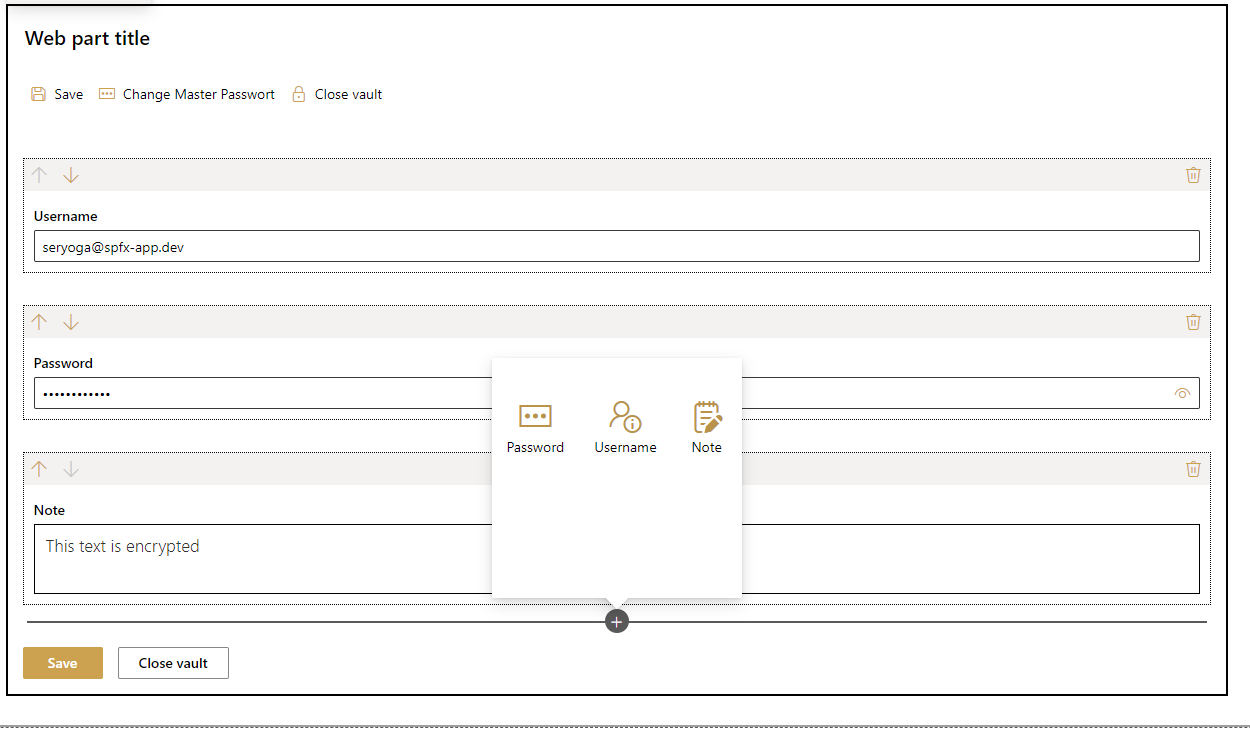 Web part title
Save Change Master Passwort Close vault
Username
seryoga@spfx-app.dev
Password
••••••••••••
Password Username Note
Note
This text is encrypted
Save Close vault